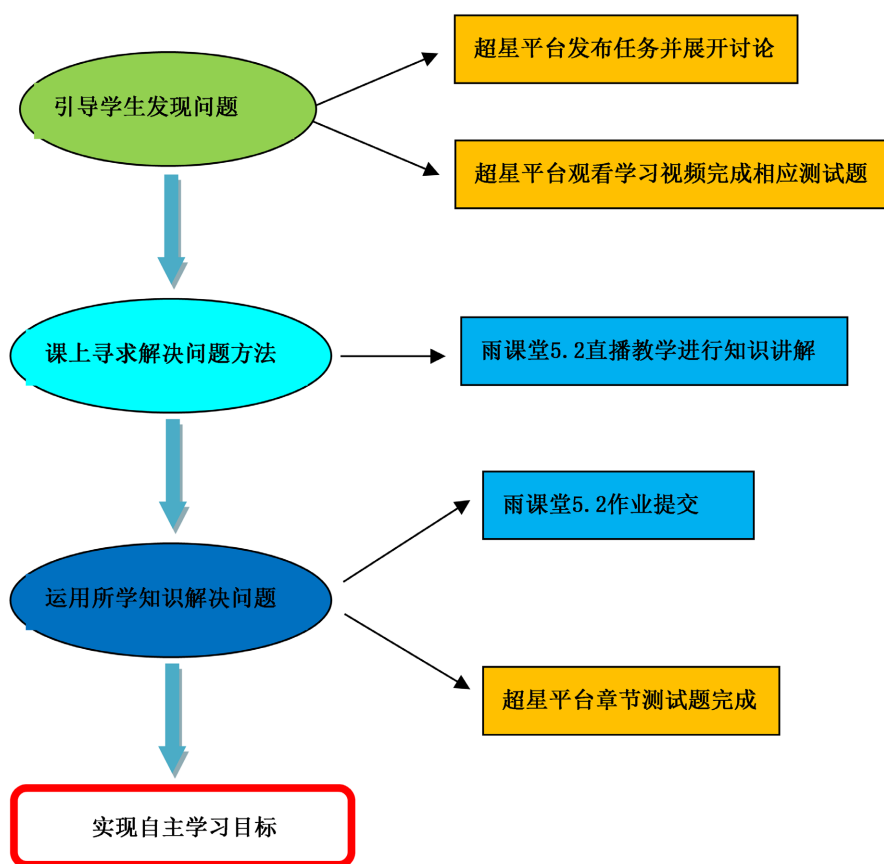 超星平台发布任务并展开讨论
引导学生发现问题
超星平台观看学习视频完成相应测试题
课上寻求解决问题方法
雨课堂5.2直播教学进行知识讲解
雨课堂5.2作业提交
运用所学知识解决问题
超星平台章节测试题完成
实现自主学习目标